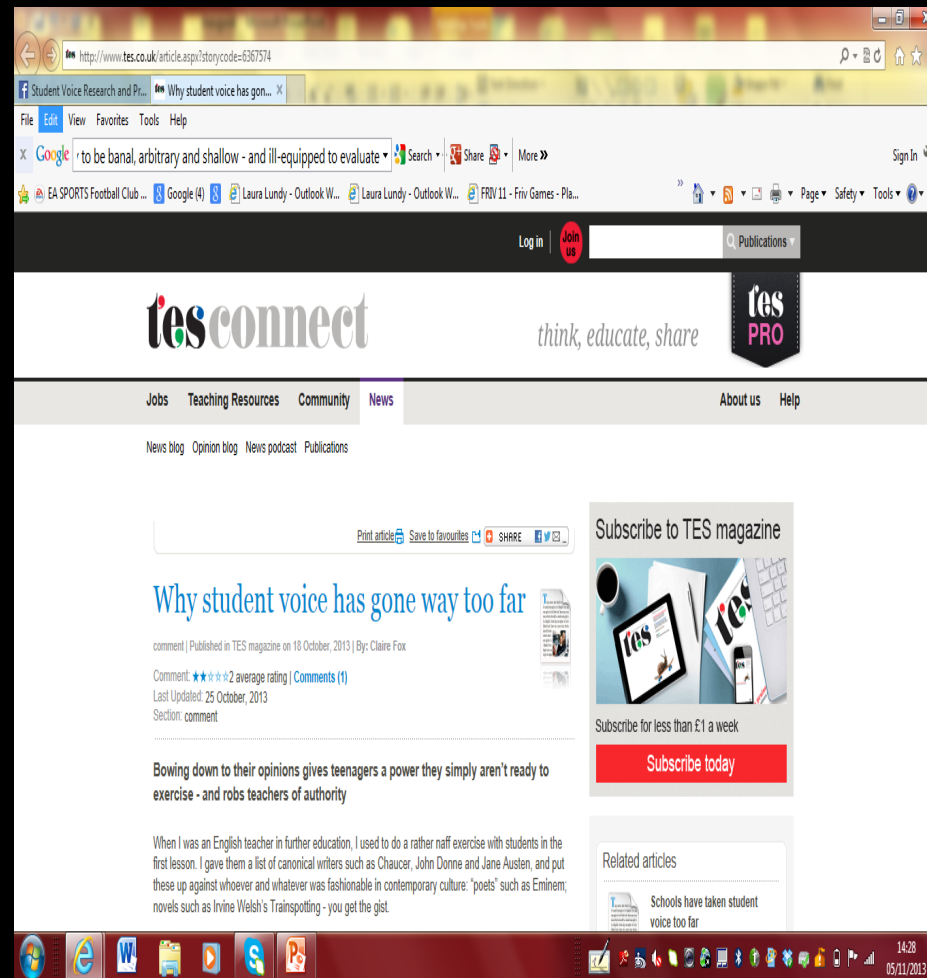 http://www.tes.co.uk/article.aspx?storycode=6367574
Student Voice Research and Pr... Why student voice has gon... X
File Edit View Favorites Tools Help
x Google to be banal, arbitrary and shallow - and ill-equipped to evaluate Search Share More » Sign In
EA SPORTS Football Club ... Google (4) Laura Lundy - Outlook W... Laura Lundy - Outlook W... FRIV 11 - Friv Games - Pla... » Page Safety Tools
Log in Join us Publications
tes connect
think, educate, share
tes
PRO
Jobs Teaching Resources Community News About us Help
News blog Opinion blog News podcast Publications
Print article Save to favourites SHARE
Subscribe to TES magazine
Why student voice has gone way too far
comment | Published in TES magazine on 18 October, 2013 | By: Claire Fox
Comment: ★★☆☆☆2 average rating | Comments (1)
Last Updated: 25 October, 2013
Section: comment
tes
tes
Subscribe for less than £1 a week
Subscribe today
Bowing down to their opinions gives teenagers a power they simply aren't ready to
exercise - and robs teachers of authority
When I was an English teacher in further education, I used to do a rather naff exercise with students in the
first lesson. I gave them a list of canonical writers such as Chaucer, John Donne and Jane Austen, and put
these up against whoever and whatever was fashionable in contemporary culture: "poets" such as Eminem;
novels such as Irvine Welsh's Trainspotting - you get the gist.
Related articles
Schools have taken student
voice too far
14:28
05/11/2013